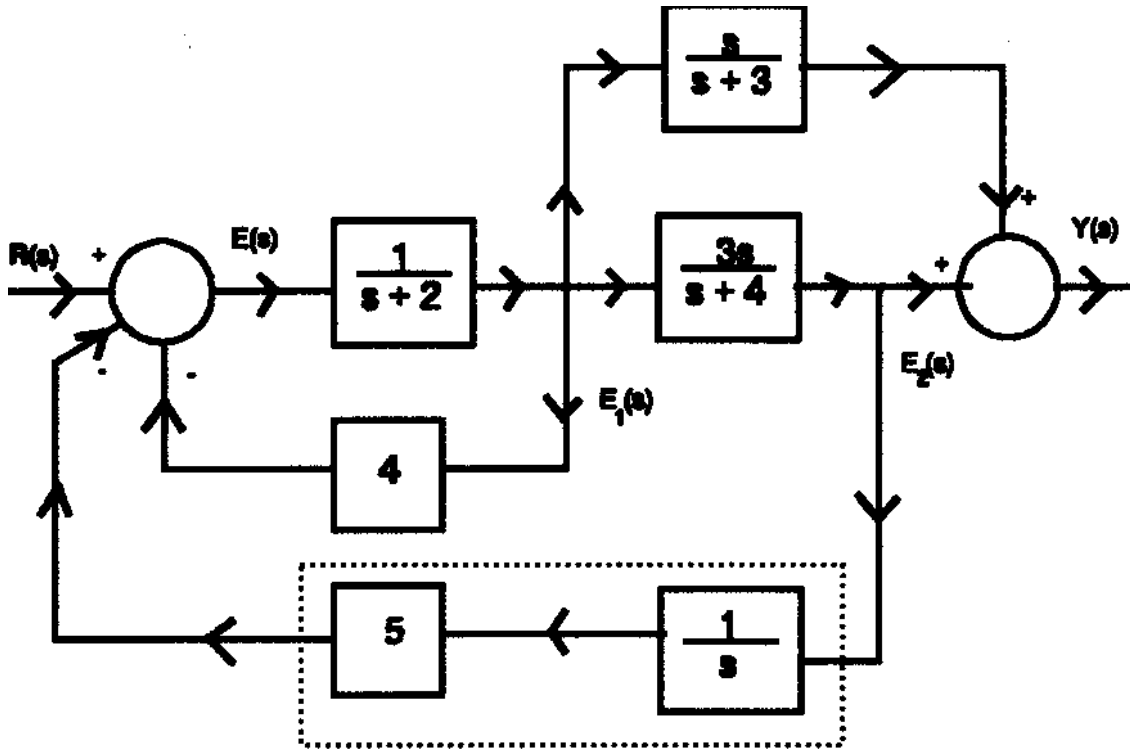 s
s + 3
R(s)
+
E(s)
1
s + 2
3s
s + 4
+
+
Y(s)
-
-
E1(s)
E2(s)
4
5
1
s